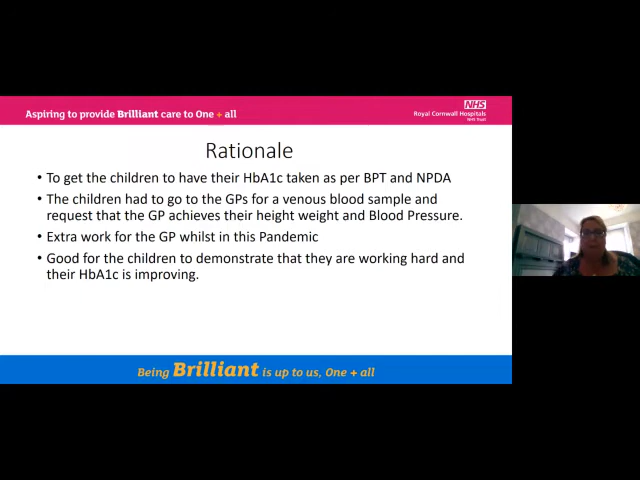 Aspiring to provide Brilliant care to One + all
NHS
Royal Cornwall Hospitals
NHS Trust
Rationale
• To get the children to have their HbA1c taken as per BPT and NPDA
• The children had to go to the GPs for a venous blood sample and
request that the GP achieves their height weight and Blood Pressure.
• Extra work for the GP whilst in this Pandemic
• Good for the children to demonstrate that they are working hard and
their HbA1c is improving.
Being Brilliant is up to us, One + all